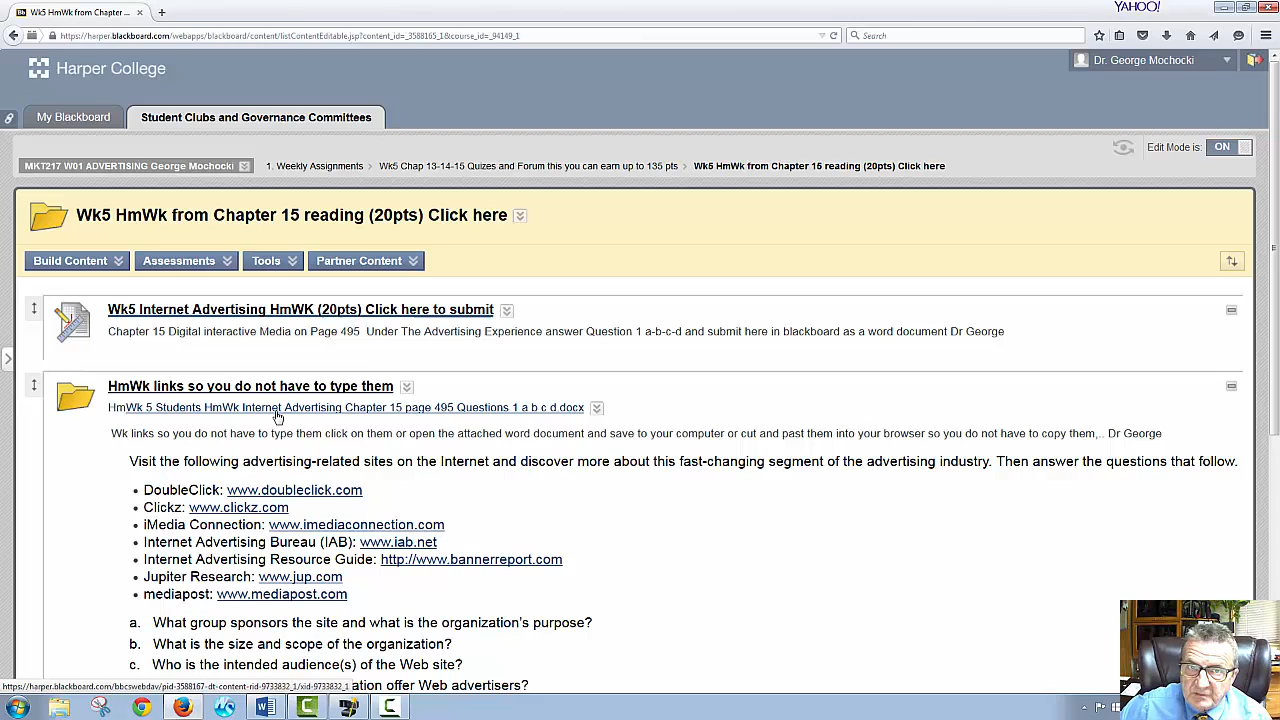 Wk5 HmWk from Chapter ...
YAHOO!
https://harper.blackboard.com/webapps/blackboard/content/listContentEditable.jsp?content_id=_3588165_1&course_id=_94149_1
Search
Harper College
Dr. George Mochocki
My Blackboard
Student Clubs and Governance Committees
MKT217 W01 ADVERTISING George Mochocki
1. Weekly Assignments
Wk5 Chap 13-14-15 Quizes and Forum this you can earn up to 135 pts
Wk5 HmWk from Chapter 15 reading (20pts) Click here
Edit Mode is: ON
Wk5 HmWk from Chapter 15 reading (20pts) Click here
Build Content
Assessments
Tools
Partner Content
Wk5 Internet Advertising HmWK (20pts) Click here to submit
Chapter 15 Digital interactive Media on Page 495 Under The Advertising Experience answer Question 1 a-b-c-d and submit here in blackboard as a word document Dr George
HmWk links so you do not have to type them
HmWk 5 Students HmWk Internet Advertising Chapter 15 page 495 Questions 1 a b c d.docx
Wk links so you do not have to type them click on them or open the attached word document and save to your computer or cut and past them into your browser so you do not have to copy them,.. Dr George
Visit the following advertising-related sites on the Internet and discover more about this fast-changing segment of the advertising industry. Then answer the questions that follow.
• DoubleClick: www.doubleclick.com
• Clickz: www.clickz.com
• iMedia Connection: www.imediaconnection.com
• Internet Advertising Bureau (IAB): www.iab.net
• Internet Advertising Resource Guide: http://www.bannerreport.com
• Jupiter Research: www.jup.com
• mediapost: www.mediapost.com
a. What group sponsors the site and what is the organization's purpose?
b. What is the size and scope of the organization?
c. Who is the intended audience(s) of the Web site?
ation offer Web advertisers?
https://harper.blackboard.com/bbcswebdav/pid-3588167-dt-content-rid-9733832_1/xid-9733832_1